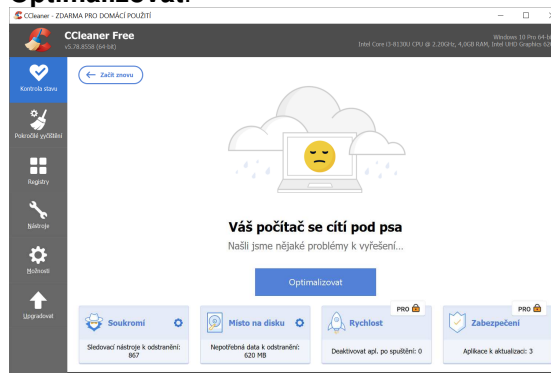 Optimalizovat.
CCleaner - ZDARMA PRO DOMÁCÍ POUŽITÍ
CCleaner Free
v5.78.8558 (64-bit)
Windows 10 Pro 64-bit
Intel Core i3-8130U CPU @ 2.20GHz, 4,0GB RAM, Intel UHD Graphics 620
Kontrola stavu
Pokročilé vyčištění
Registry
Nástroje
Možnosti
Upgradovat
Začít znovu
Váš počítač se cítí pod psa
Našli jsme nějaké problémy k vyřešení...
Optimalizovat
Soukromí
Sledovací nástroje k odstranění:
867
Místo na disku
Nepotřebná data k odstranění:
620 MB
PRO
Rychlost
Deaktivovat apl. po spuštění: 0
PRO
Zabezpečení
Aplikace k aktualizaci: 3